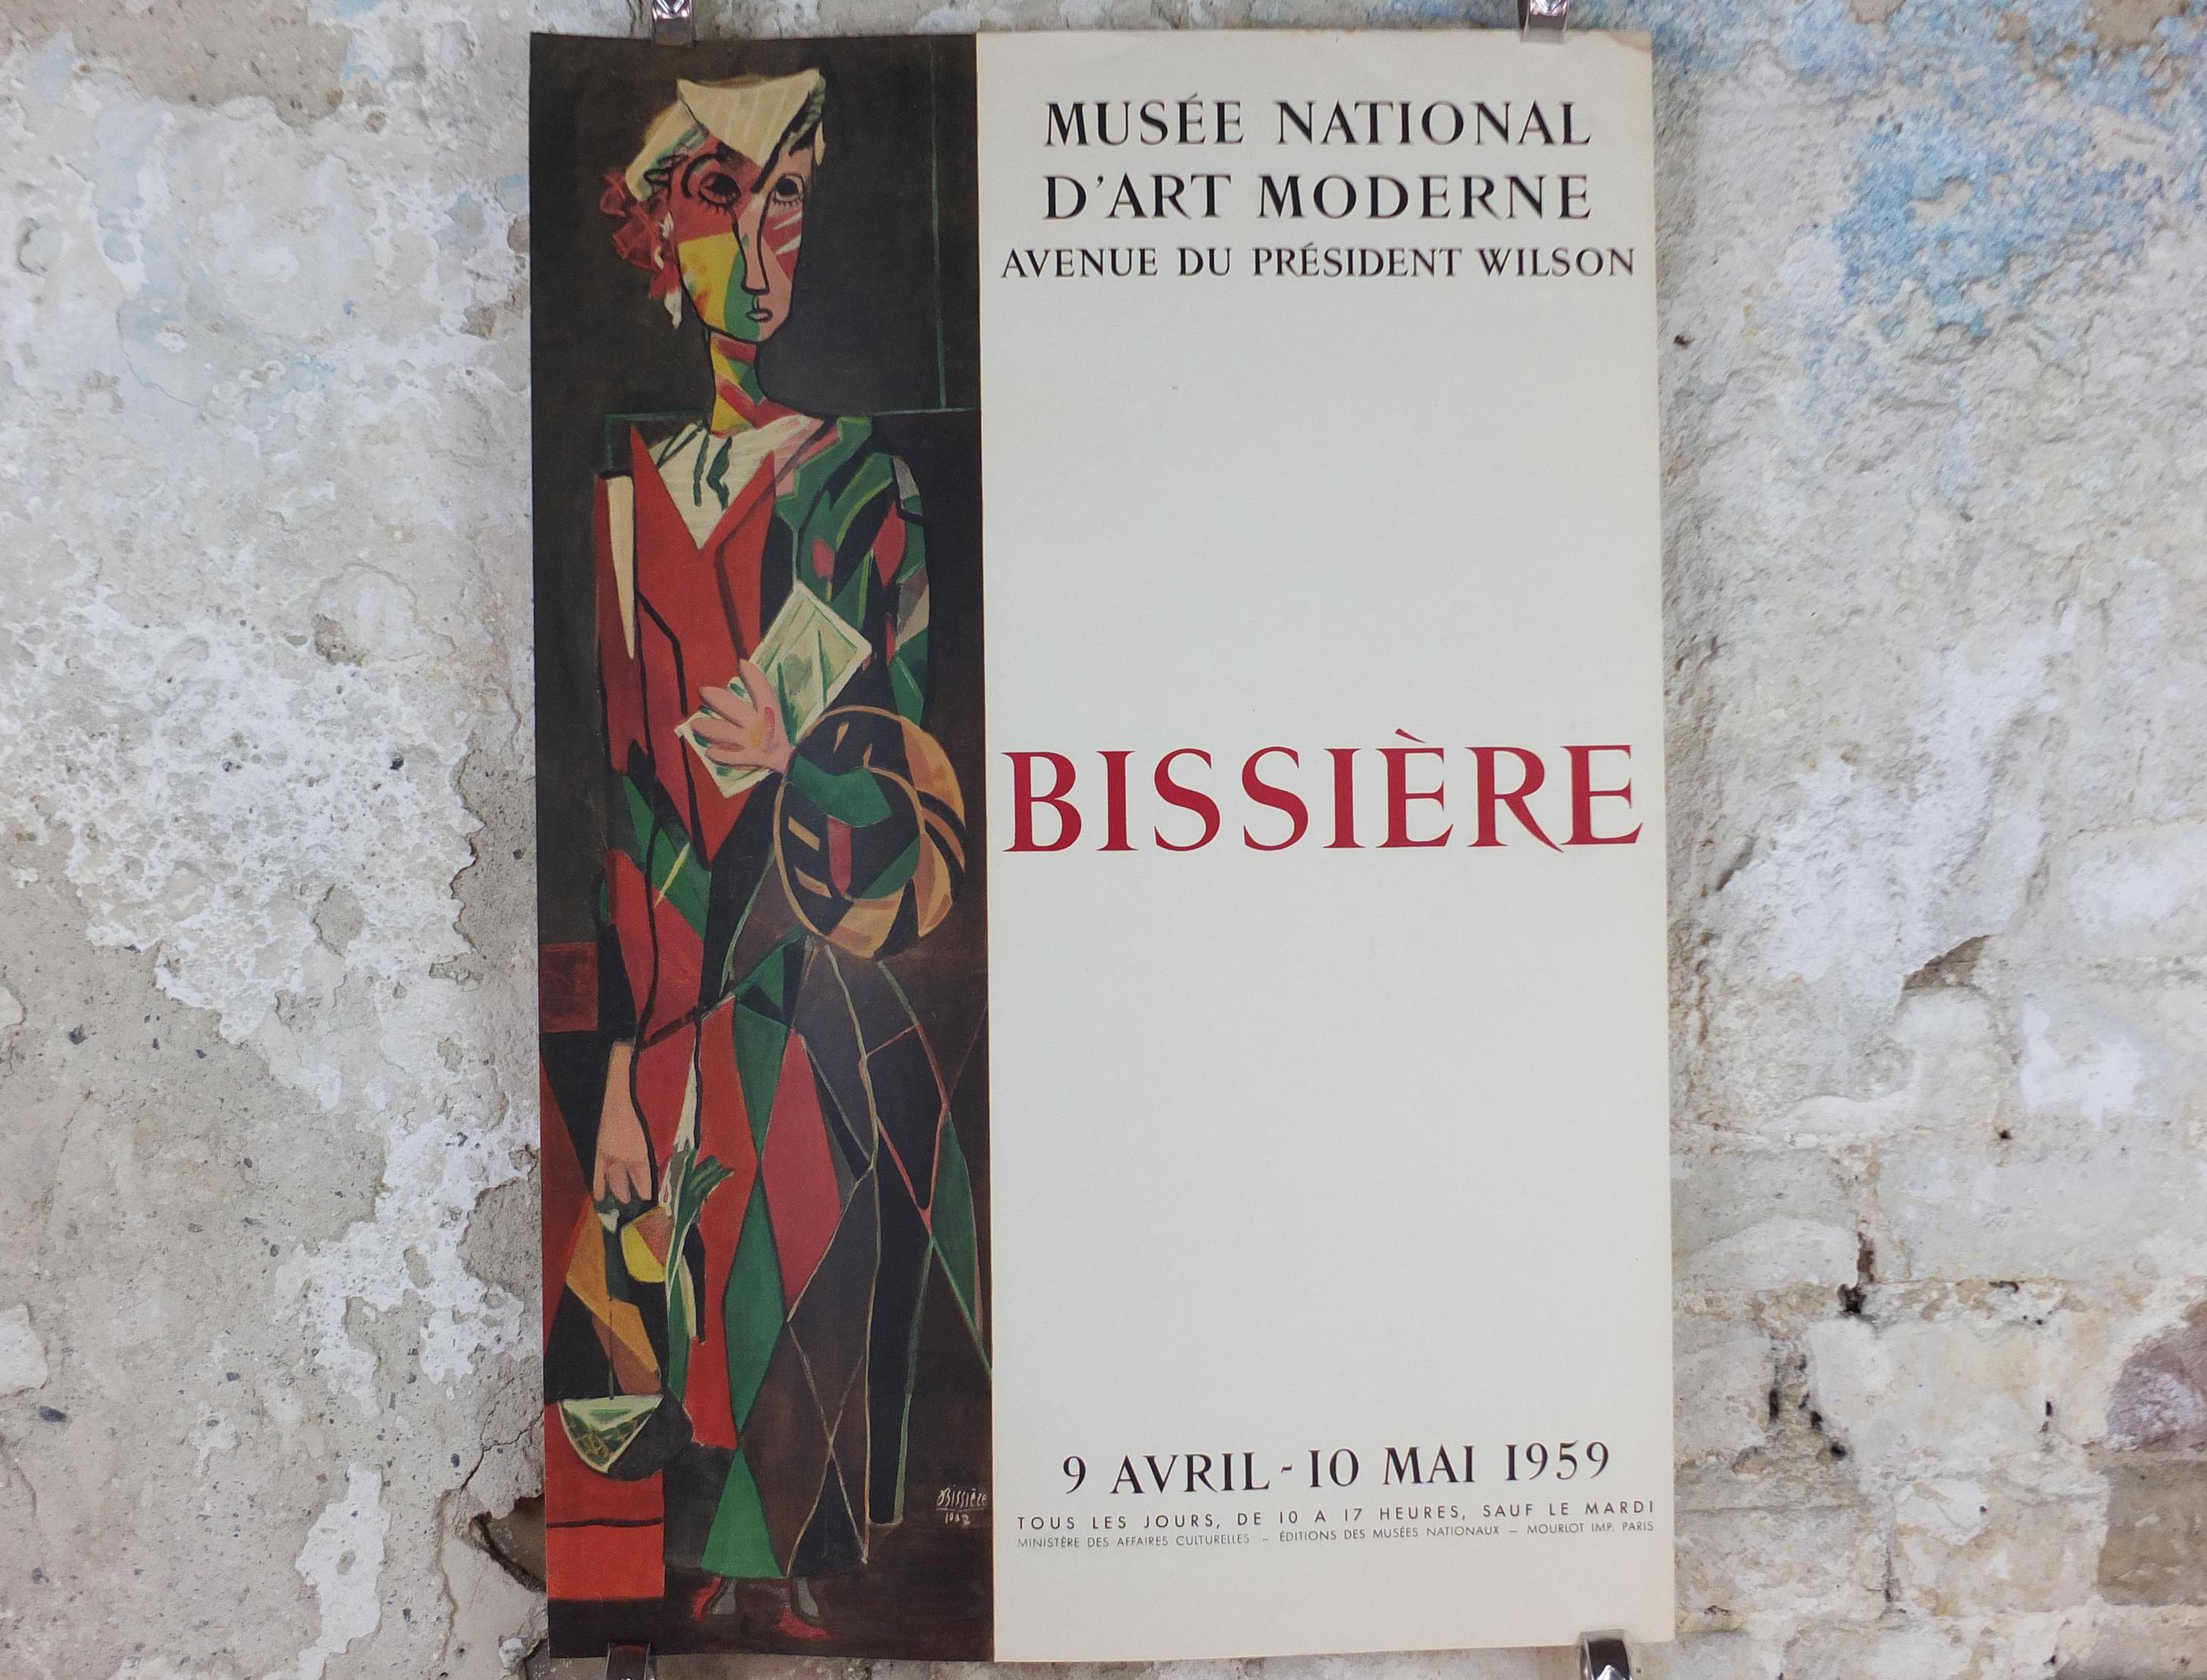 MUSÉE NATIONAL
D'ART MODERNE
AVENUE DU PRÉSIDENT WILSON
BISSIÈRE
Bissière
9 AVRIL - 10 MAI 1959
TOUS LES JOURS, DE 10 A 17 HEURES, SAUF LE MARDI
MINISTÈRE DES AFFAIRES CULTURELLES – ÉDITIONS DES MUSÉES NATIONAUX – MOURLOT IMP. PARIS